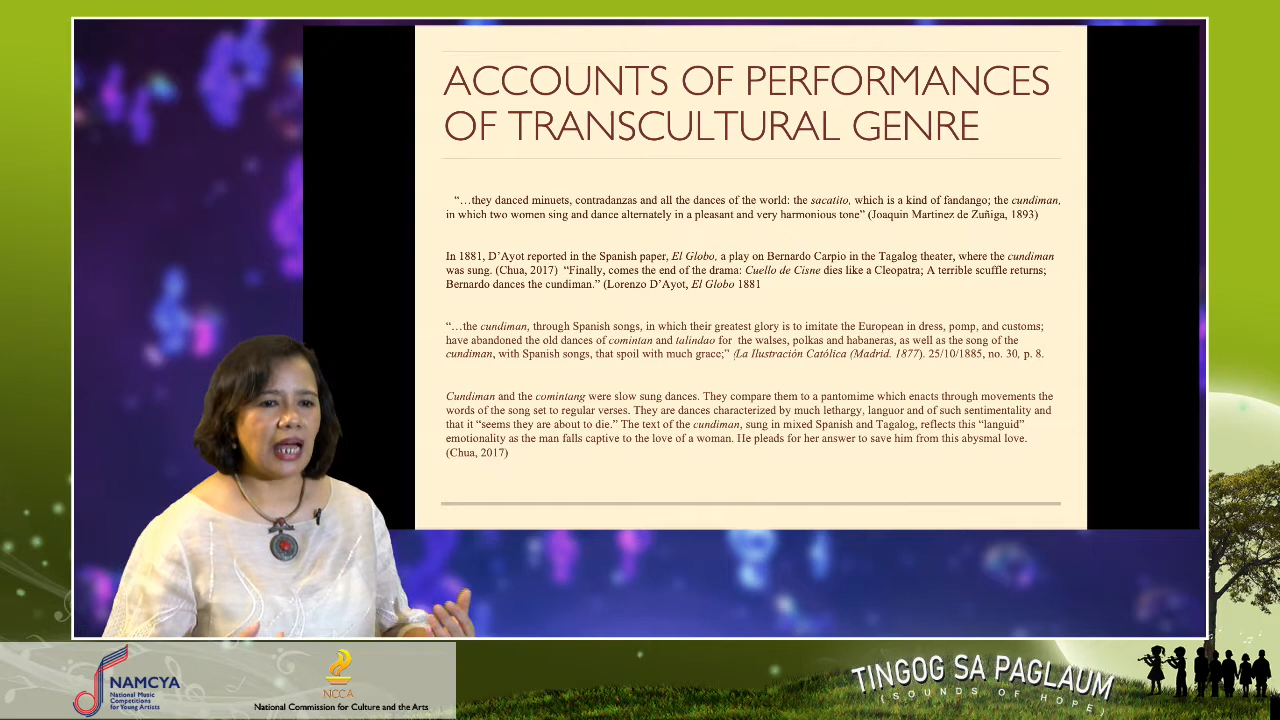 ACCOUNTS OF PERFORMANCES
OF TRANSCULTURAL GENRE
“…they danced minuets, contradanzas and all the dances of the world: the sacatito, which is a kind of fandango; the cundiman,
in which two women sing and dance alternately in a pleasant and very harmonious tone” (Joaquin Martinez de Zuñiga, 1893)
In 1881, D’Ayot reported in the Spanish paper, El Globo, a play on Bernardo Carpio in the Tagalog theater, where the cundiman
was sung. (Chua, 2017) “Finally, comes the end of the drama: Cuello de Cisne dies like a Cleopatra; A terrible scuffle returns;
Bernardo dances the cundiman.” (Lorenzo D’Ayot, El Globo 1881
“…the cundiman, through Spanish songs, in which their greatest glory is to imitate the European in dress, pomp, and customs;
have abandoned the old dances of comintan and talindao for the walses, polkas and habaneras, as well as the song of the
cundiman, with Spanish songs, that spoil with much grace;” (La Ilustración Católica (Madrid. 1877). 25/10/1885, no. 30, p. 8.
Cundiman and the comintang were slow sung dances. They compare them to a pantomime which enacts through movements the
words of the song set to regular verses. They are dances characterized by much lethargy, languor and of such sentimentality and
that it “seems they are about to die.” The text of the cundiman, sung in mixed Spanish and Tagalog, reflects this “languid”
emotionality as the man falls captive to the love of a woman. He pleads for her answer to save him from this abysmal love.
(Chua, 2017)
NAMCYA
National Music
Competitions
for Young Artists
NCCA
National Commission for Culture and the Arts
TINGOG SA PAGLAUM
(SOUNDS OF HOPE)